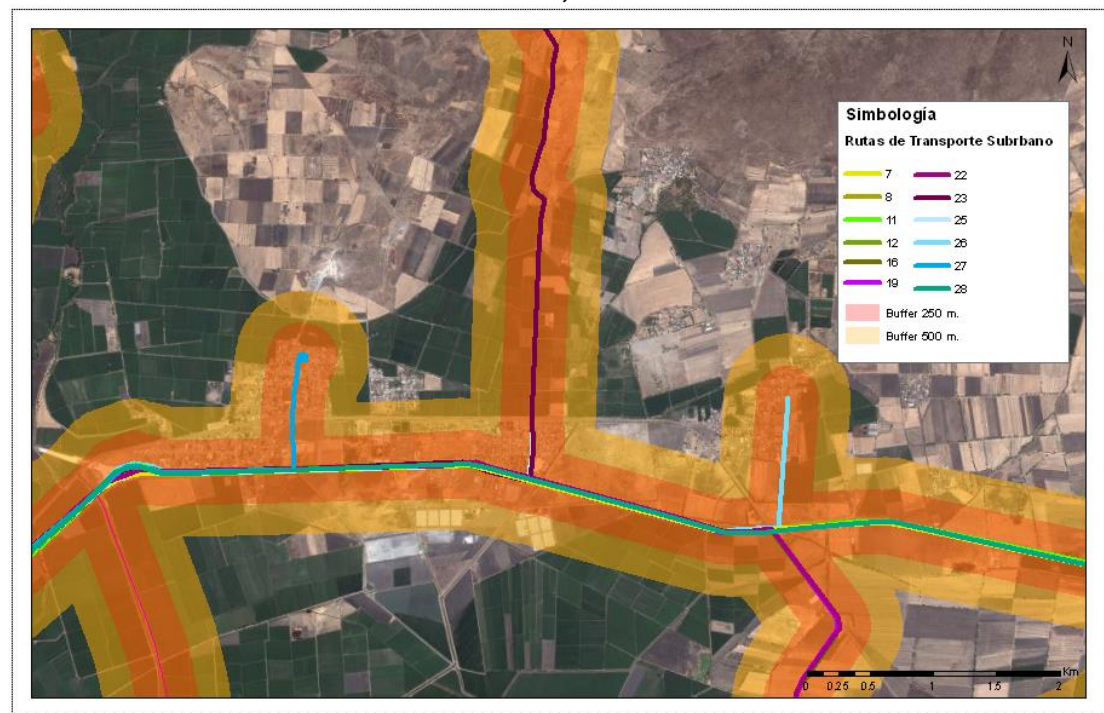 N
Simbología
Rutas de Transporte Subrbano
7 22
8 23
11 25
12 26
16 27
19 28
Buffer 250 m.
Buffer 500 m.
Km
0 0.25 0.5 1 1.5 2